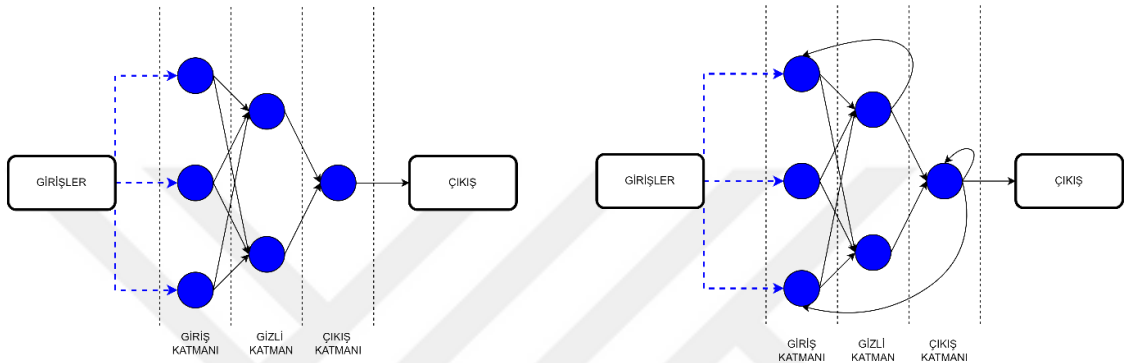 GİRİŞLER
ÇIKIŞ
GİRİŞ
KATMANI
GİZLİ
KATMAN
ÇIKIŞ
KATMANI
GİRİŞLER
ÇIKIŞ
GİRİŞ
KATMANI
GİZLİ
KATMAN
ÇIKIŞ
KATMANI